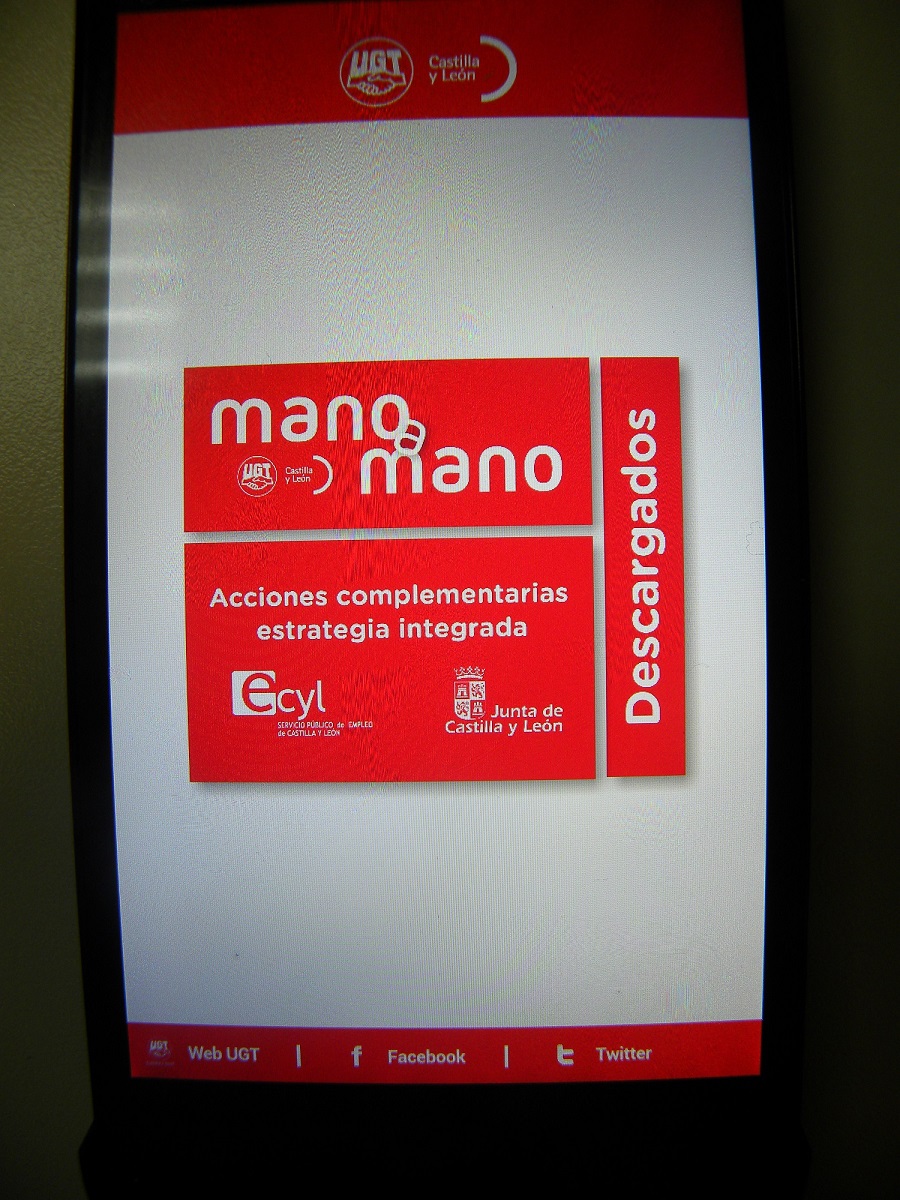 UGT
Castilla
y León
mano
a
mano
UGT
Castilla
y León
Descargados
Acciones complementarias
estrategia integrada
ecyl
SERVICIO PÚBLICO de EMPLEO
de CASTILLA Y LEÓN
Junta de
Castilla y León
UGT
Web UGT | f Facebook | t Twitter